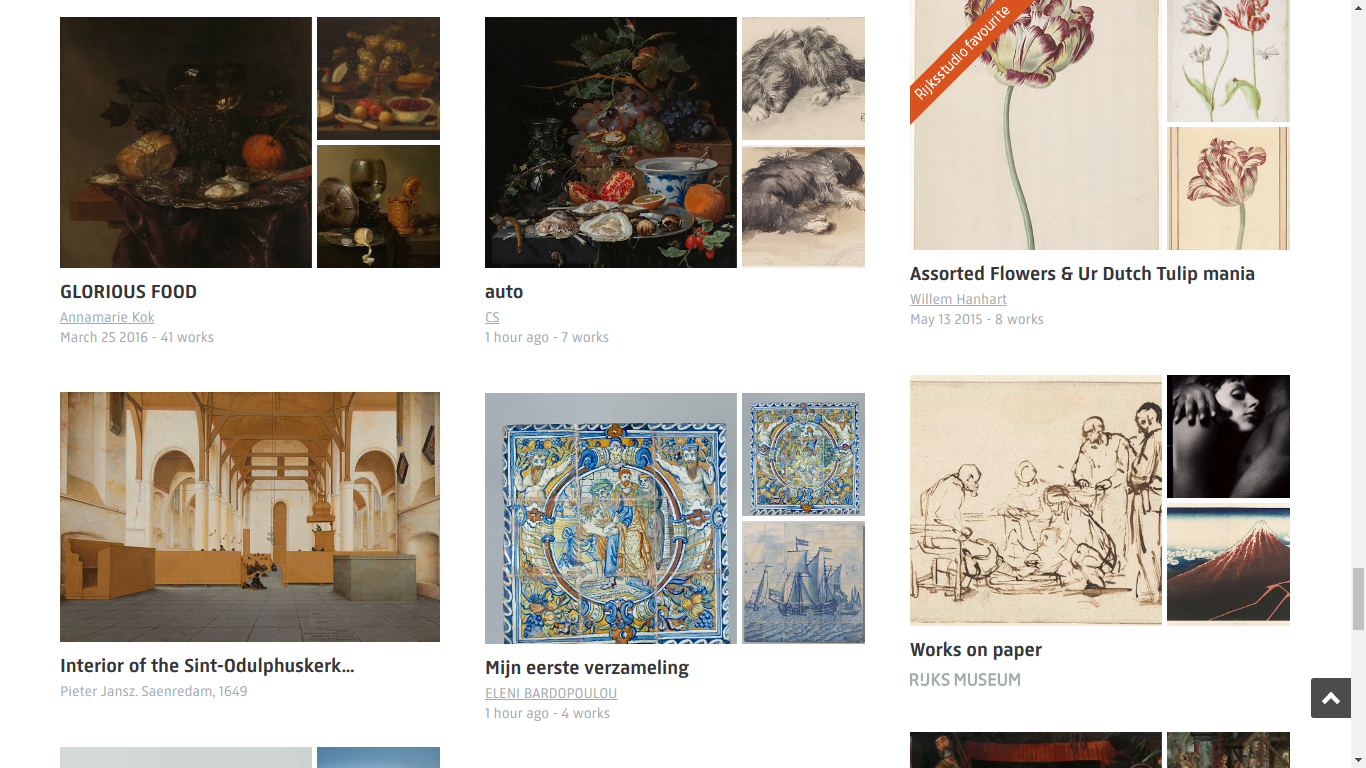 GLORIOUS FOOD
Annamarie Kok
March 25 2016 - 41 works
auto
CS
1 hour ago - 7 works
Rijksstudio favourite
Assorted Flowers & Ur Dutch Tulip mania
Willem Hanhart
May 13 2015 - 8 works
Interior of the Sint-Odulphuskerk...
Pieter Jansz. Saenredam, 1649
Mijn eerste verzameling
ELENI BARDOPOULOU
1 hour ago - 4 works
Works on paper
RIJKS MUSEUM